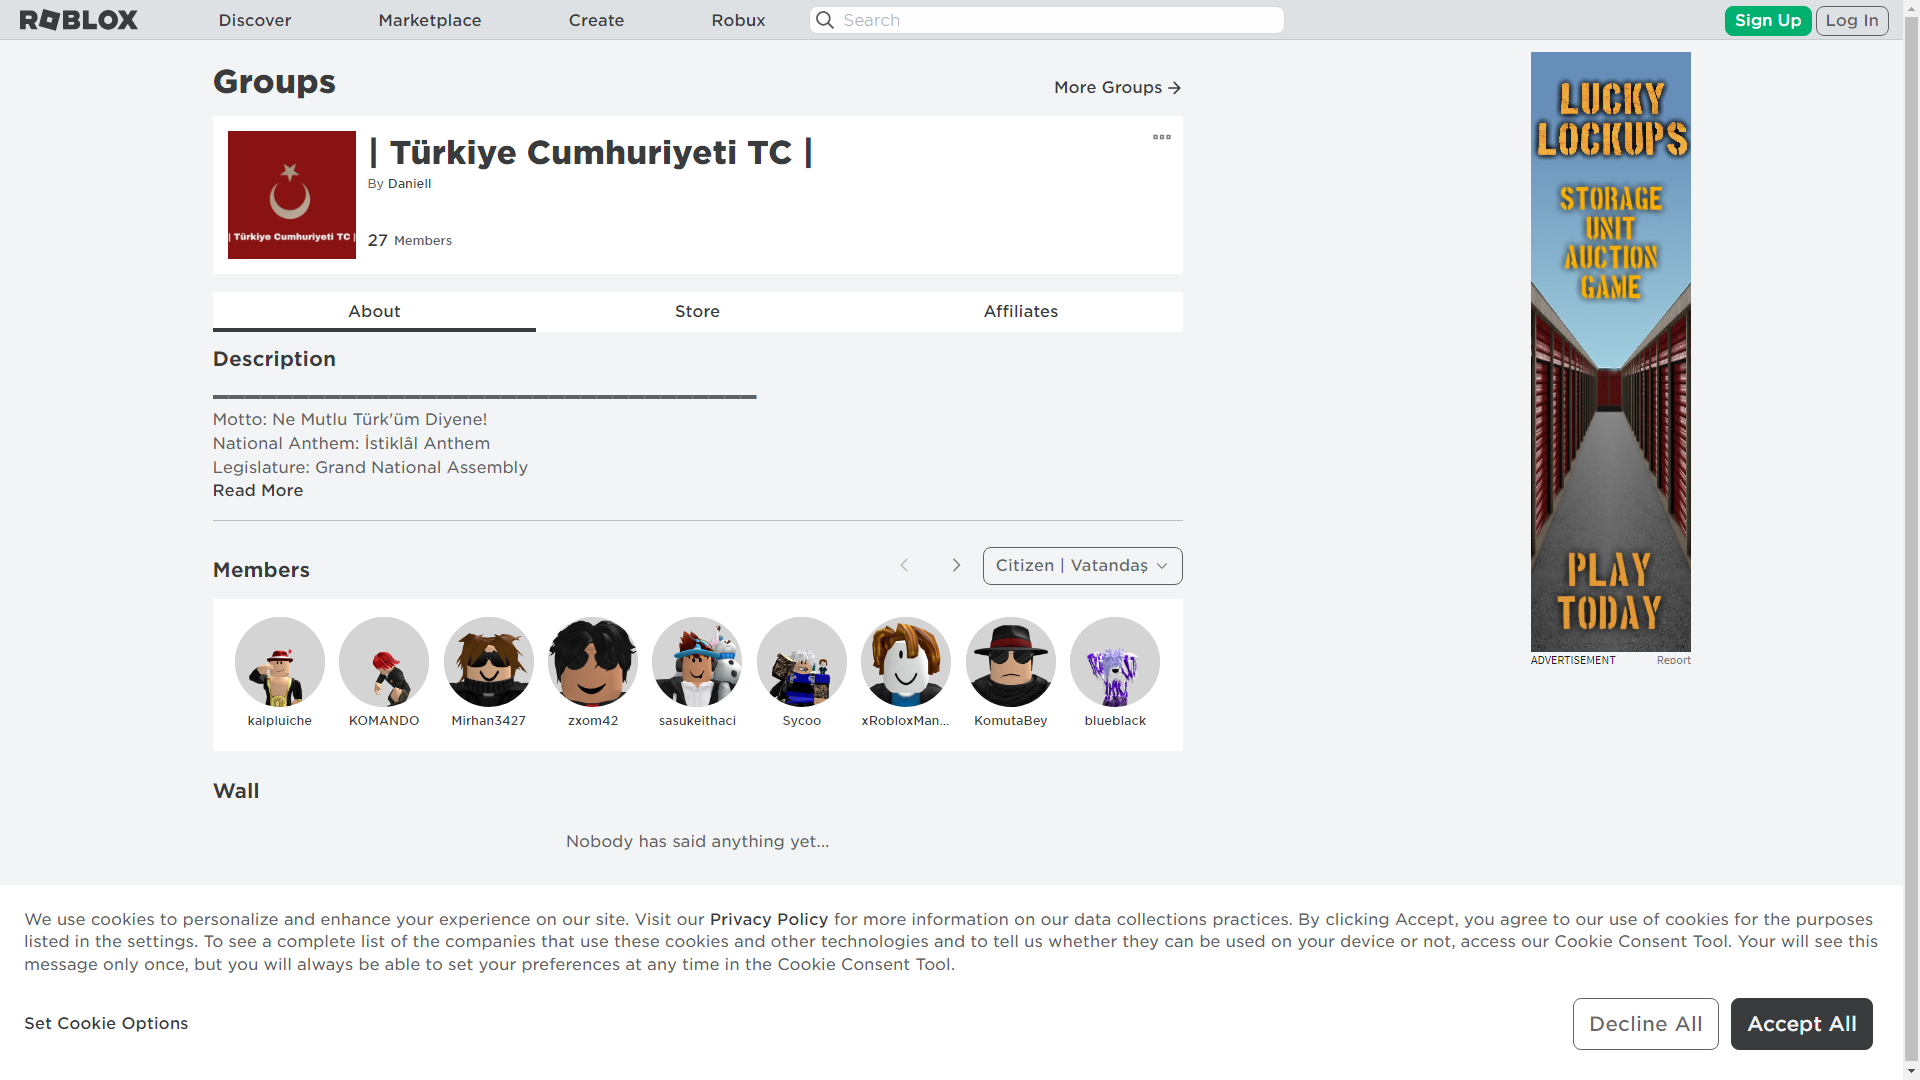 ROBLOX
Discover
Marketplace
Create
Robux
Search
Sign Up
Log In
Groups
More Groups
| Türkiye Cumhuriyeti TC |
| Türkiye Cumhuriyeti TC |
By Daniell
27 Members
About
Store
Affiliates
Description
Motto: Ne Mutlu Türk'üm Diyene!
National Anthem: İstiklâl Anthem
Legislature: Grand National Assembly
Read More
Members
Citizen | Vatandaş
kalpluiche
KOMANDO
Mirhan3427
zxom42
sasukeithaci
Sycoo
xRobloxMan...
KomutaBey
blueblack
Wall
Nobody has said anything yet...
LUCKY
LOCKUPS
STORAGE
UNIT
AUCTION
GAME
PLAY
TODAY
ADVERTISEMENT
Report
We use cookies to personalize and enhance your experience on our site. Visit our Privacy Policy for more information on our data collections practices. By clicking Accept, you agree to our use of cookies for the purposes
listed in the settings. To see a complete list of the companies that use these cookies and other technologies and to tell us whether they can be used on your device or not, access our Cookie Consent Tool. Your will see this
message only once, but you will always be able to set your preferences at any time in the Cookie Consent Tool.
Set Cookie Options
Decline All
Accept All